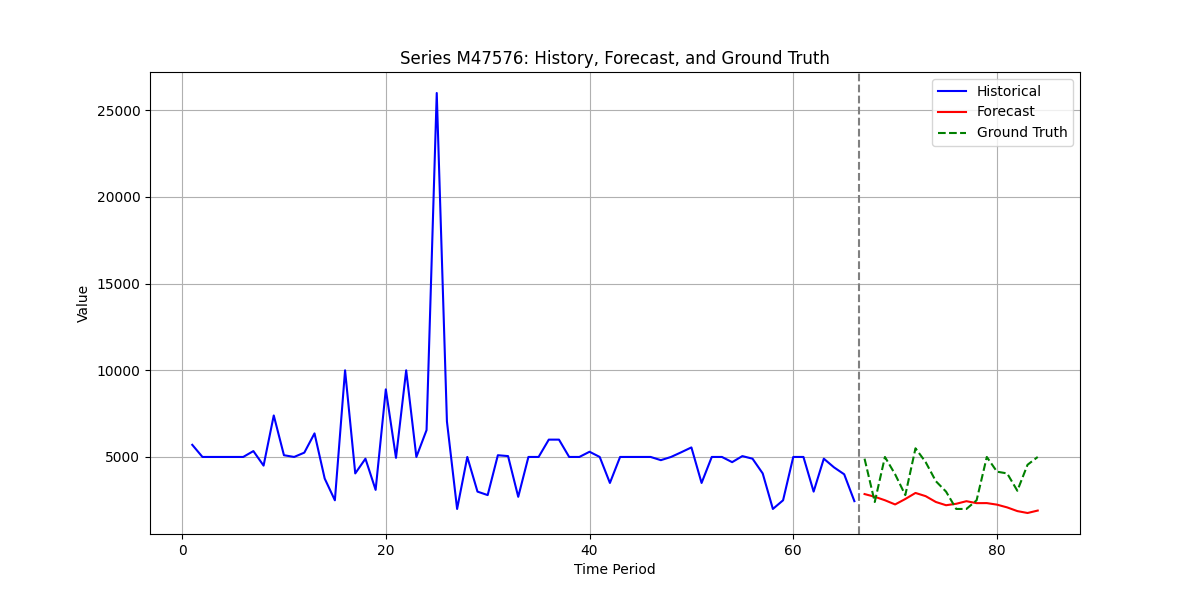 Series M47576: History, Forecast, and Ground Truth
Historical
Forecast
Ground Truth
25000
20000
15000
10000
5000
Value
0
20
40
60
80
Time Period